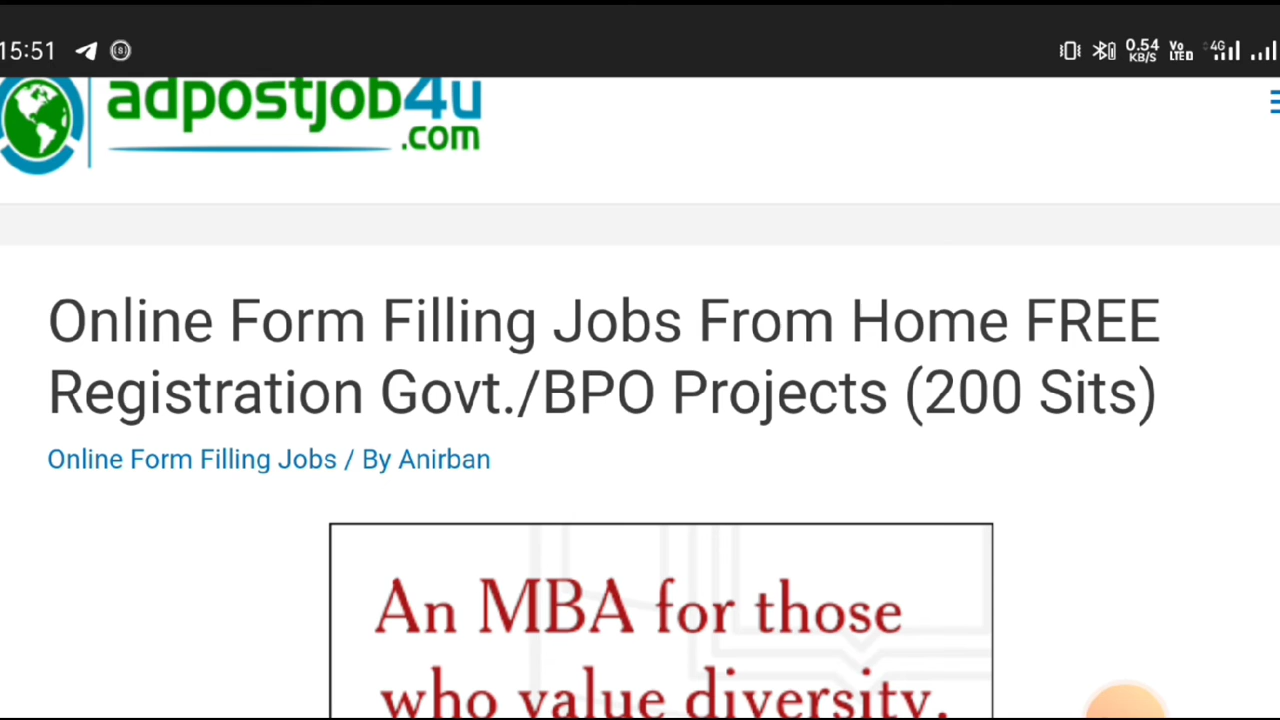 15:51
0.54
KB/S
Vo
LTE
4G
adpostjob4u
.com
Online Form Filling Jobs From Home FREE
Registration Govt./BPO Projects (200 Sits)
Online Form Filling Jobs / By Anirban
An MBA for those
who value diversity.